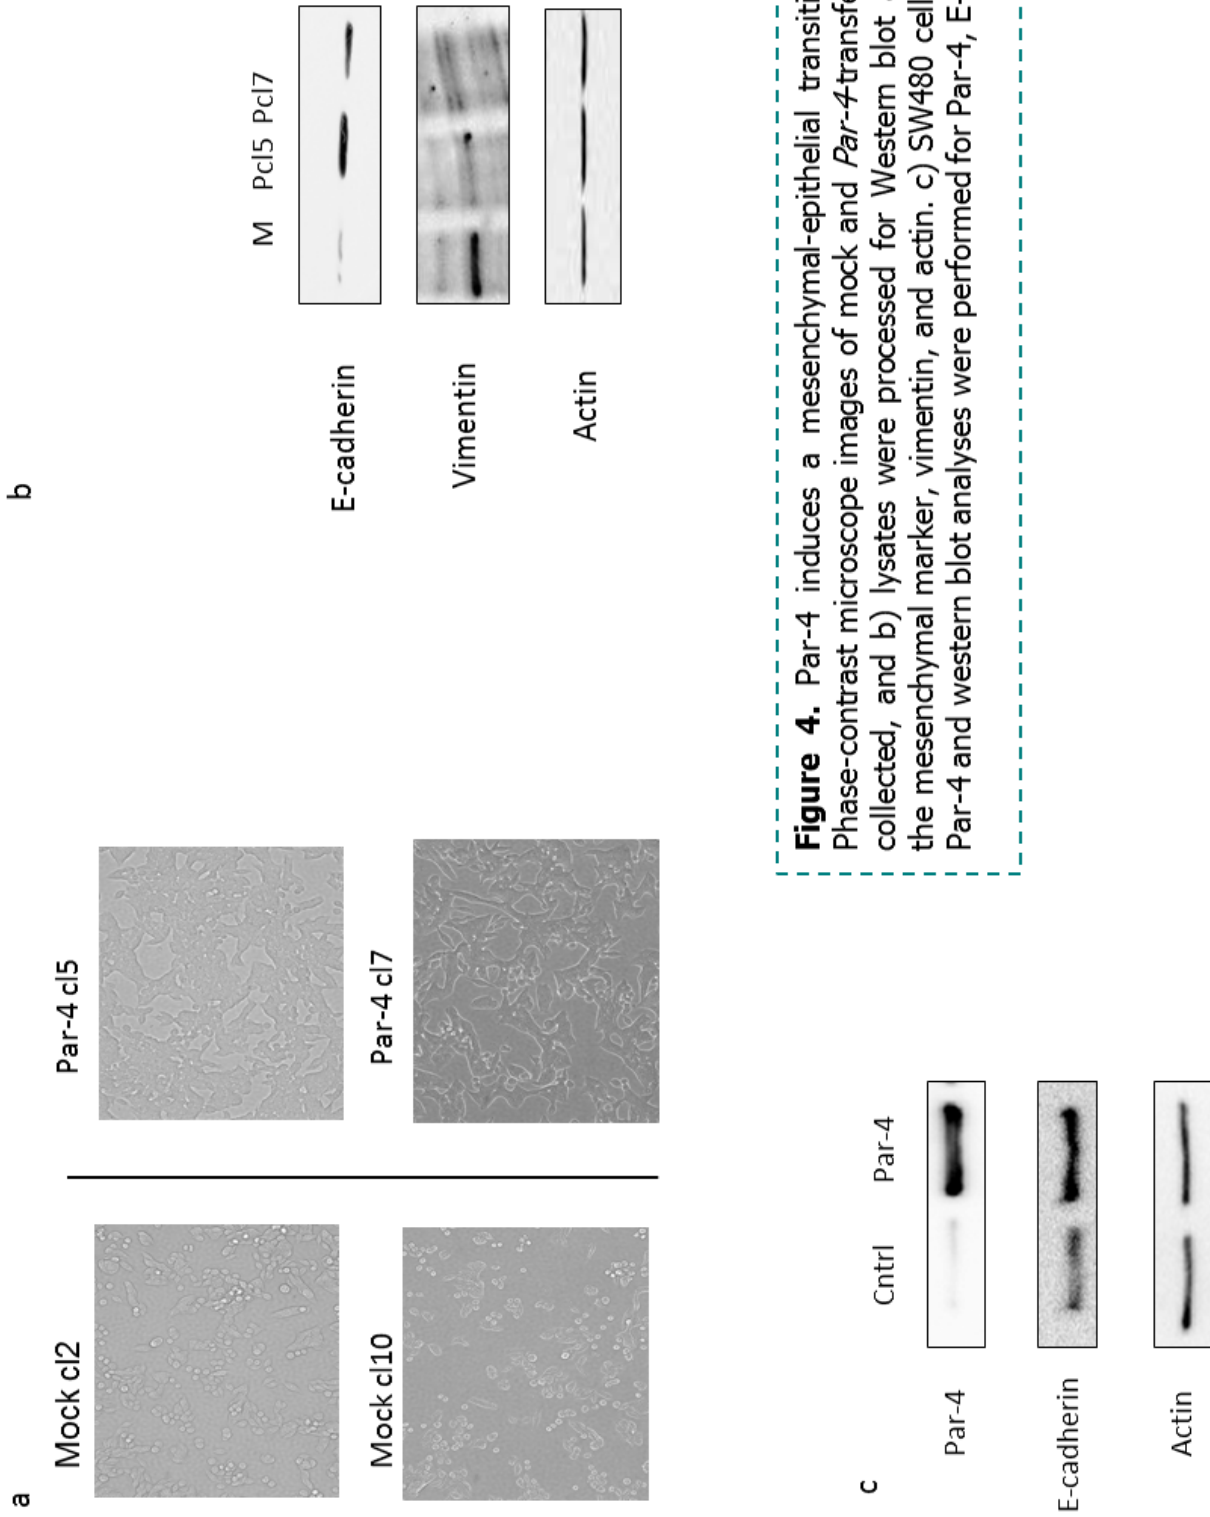 a
Mock cl2
Par-4 cl5
Mock cl10
Par-4 cl7
b
M Pcl5 Pcl7
E-cadherin
Vimentin
Actin
c
Cntrl Par-4
Par-4
E-cadherin
Actin
Figure 4. Par-4 induces a mesenchymal-epithelial
Phase-contrast microscope images of mock and
collected, and b) lysates were processed for Western blot
the mesenchymal marker, vimentin, and actin. c) SW480
Par-4 and western blot analyses were performed for Par-4,